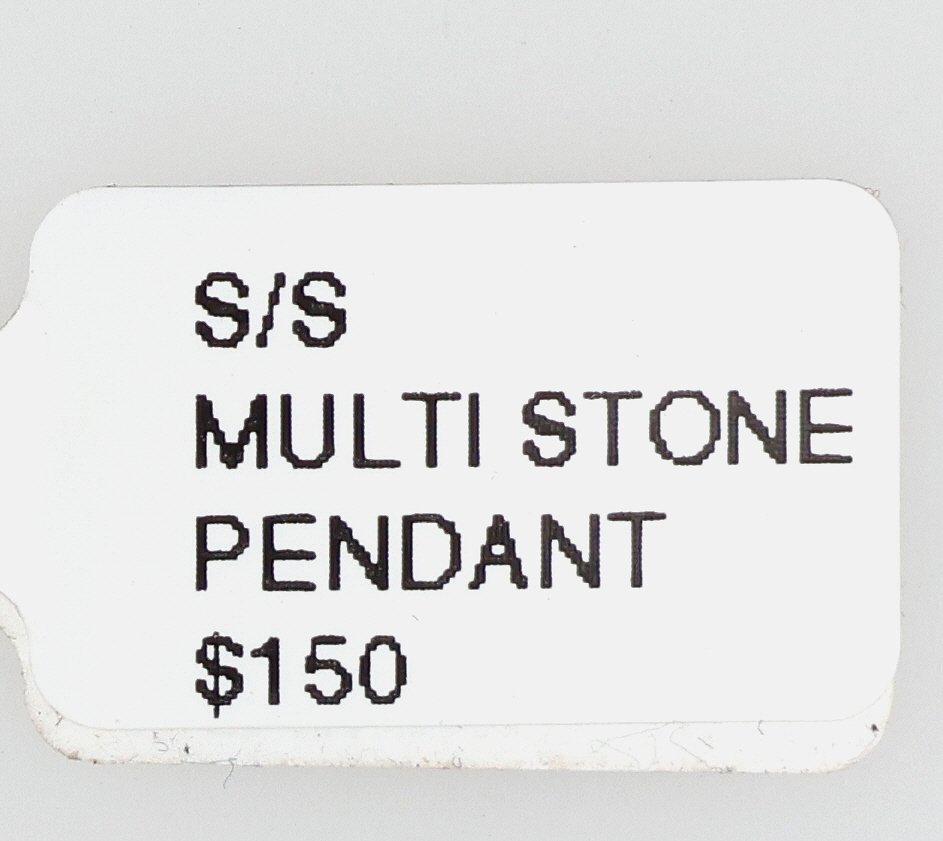 S/S
MULTI STONE
PENDANT
$150